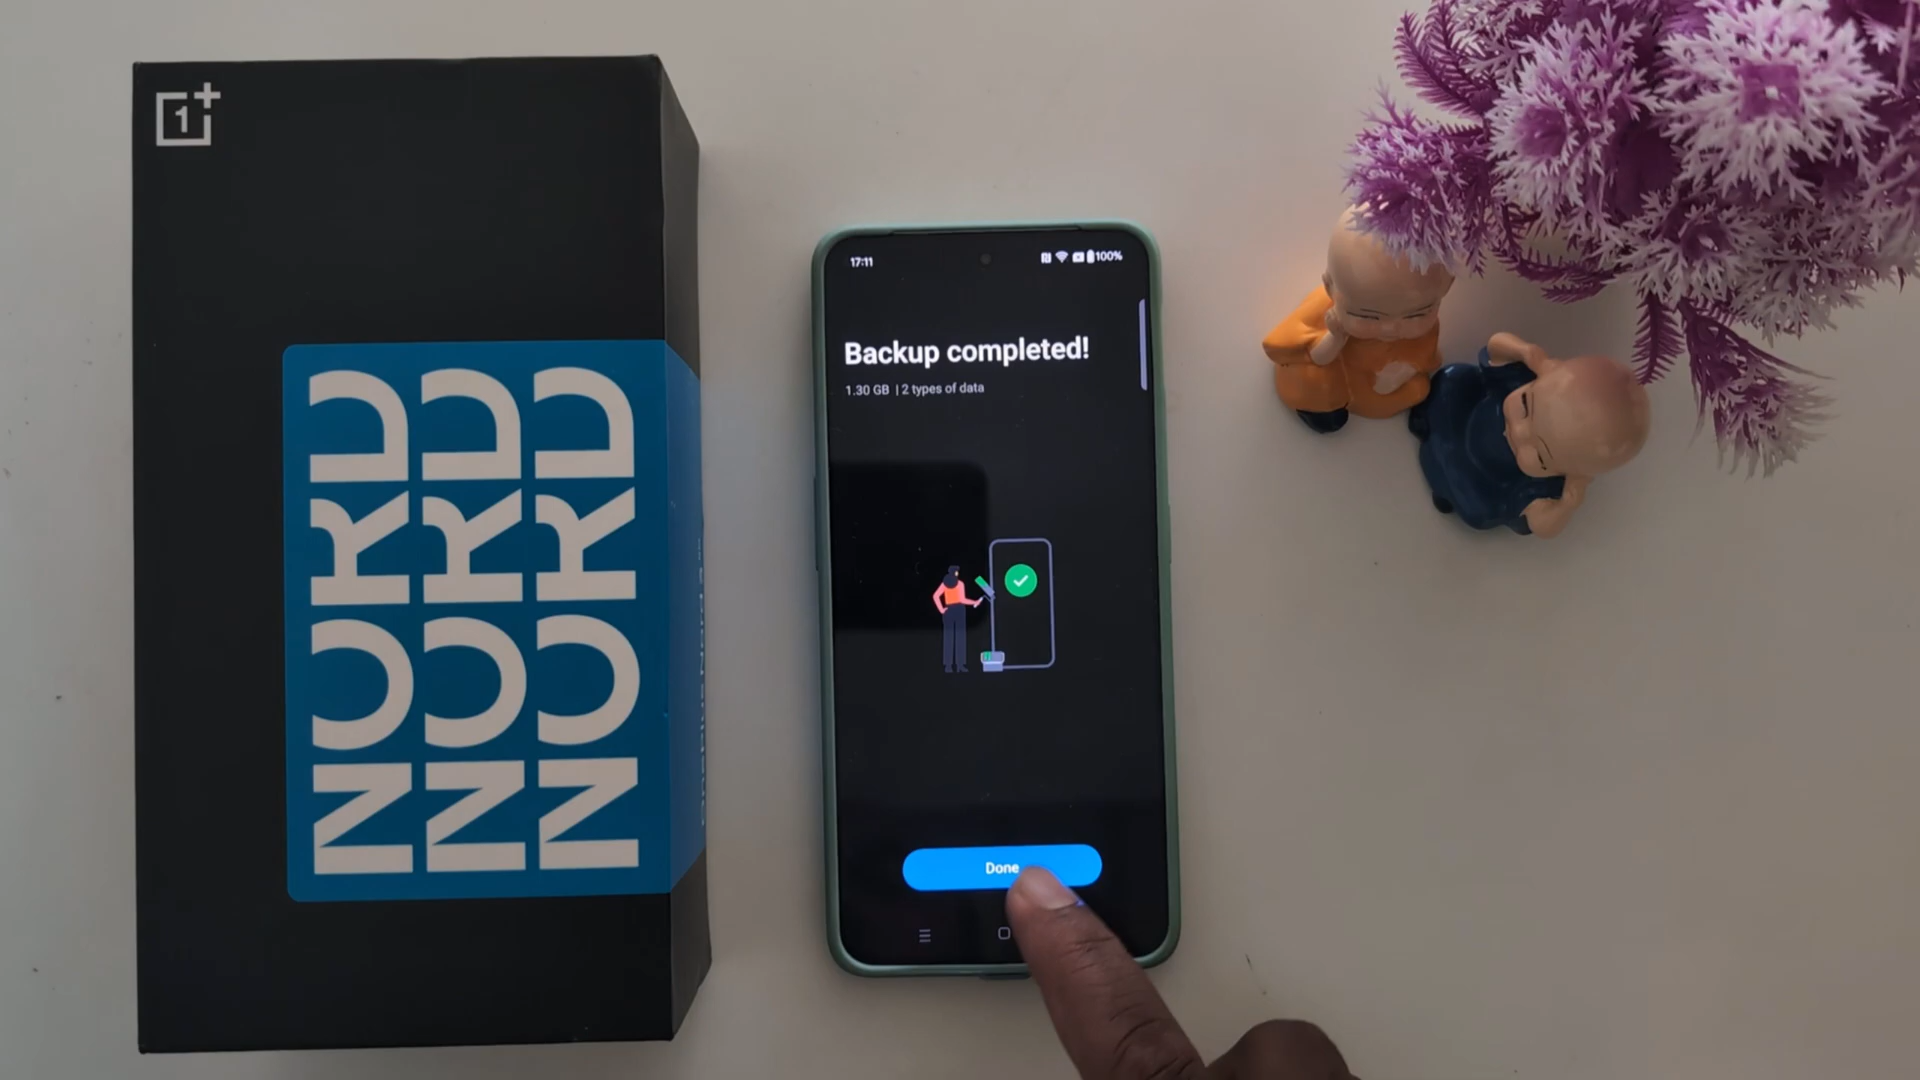 1+
NORD
NORD
NORD
17:11
100%
Backup completed!
1.30 GB | 2 types of data
Done